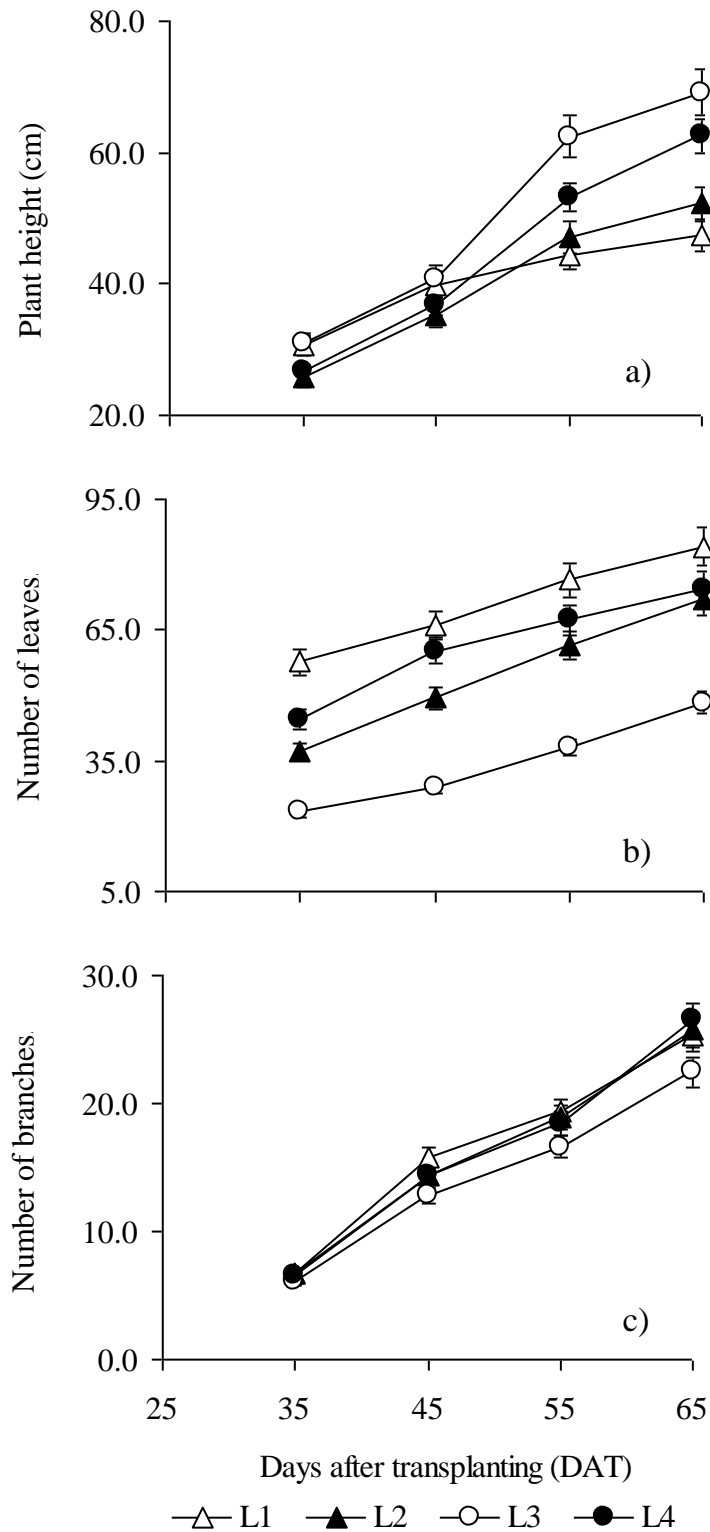 80.0
60.0
40.0
20.0
Plant height (cm)
a)
95.0
65.0
35.0
5.0
Number of leaves.
b)
30.0
20.0
10.0
0.0
Number of branches.
c)
25 35 45 55 65
Days after transplanting (DAT)
L1 L2 L3 L4